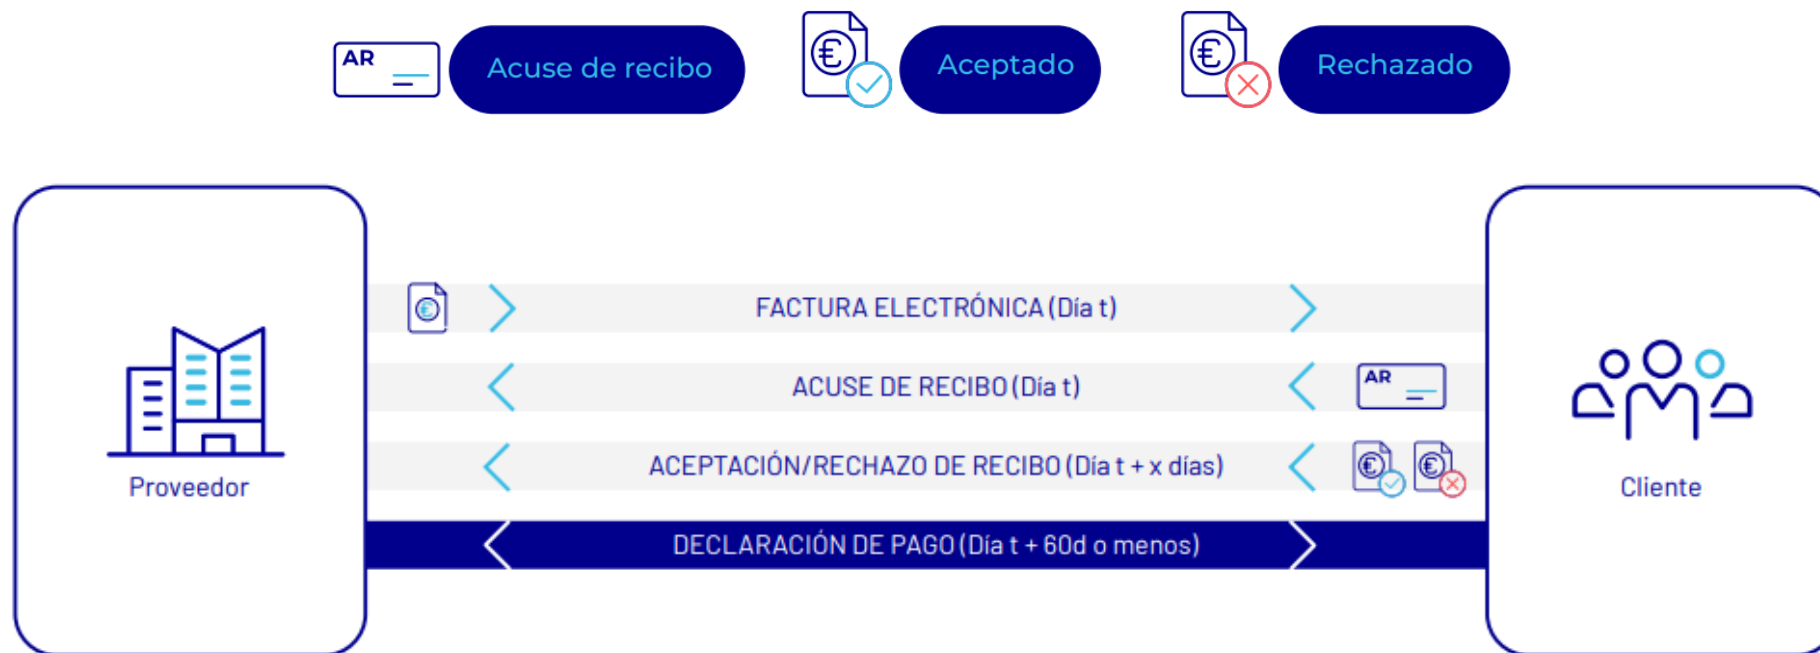 AR
Acuse de recibo
Aceptado
Rechazado
FACTURA ELECTRÓNICA (Día t)
ACUSE DE RECIBO (Día t)
AR
ACEPTACIÓN/RECHAZO DE RECIBO (Día t + x días)
DECLARACIÓN DE PAGO (Día t + 60d o menos)
Proveedor
Cliente